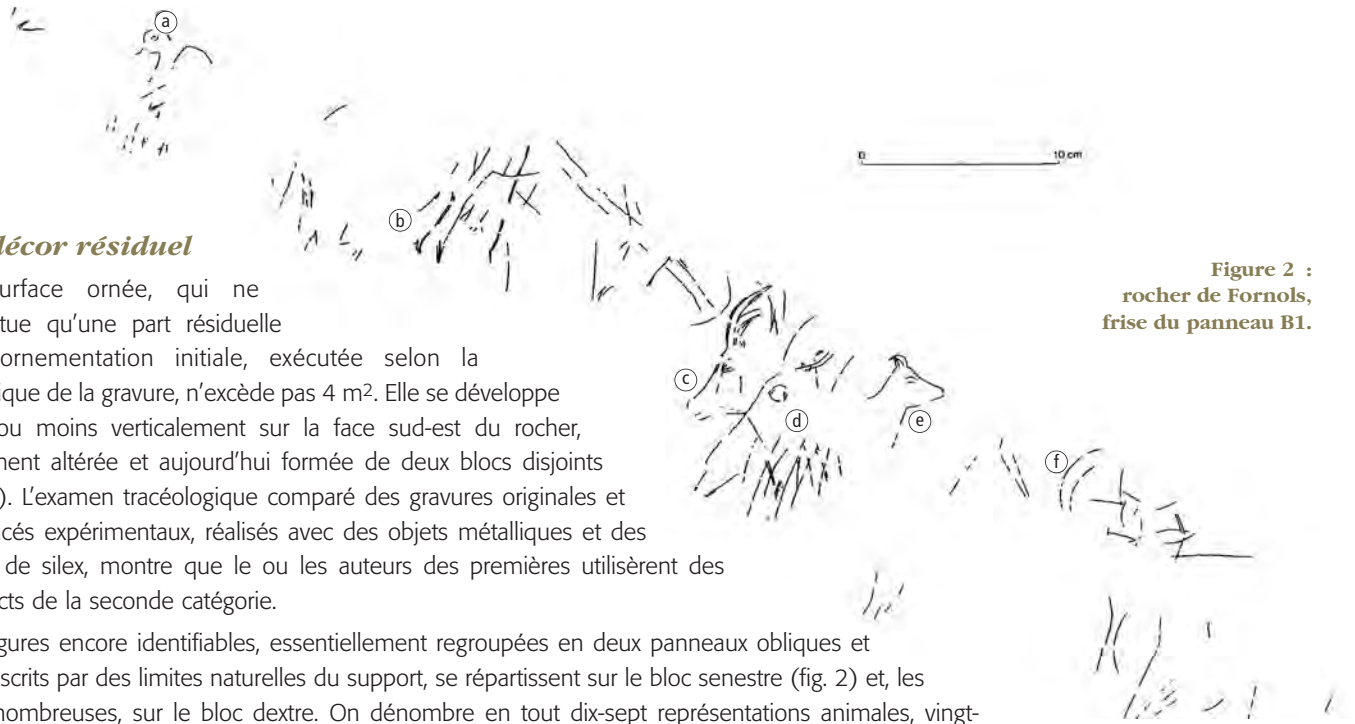 a
0 10 cm
b
décor résiduel
surface ornée, qui ne
tue qu'une part résiduelle
ornementation initiale, exécutée selon la
ique de la gravure, n'excède pas 4 m². Elle se développe
ou moins verticalement sur la face sud-est du rocher,
ment altérée et aujourd'hui formée de deux blocs disjoints
). L'examen tracéologique comparé des gravures originales et
acés expérimentaux, réalisés avec des objets métalliques et des
de silex, montre que le ou les auteurs des premières utilisèrent des
cts de la seconde catégorie.
gures encore identifiables, essentiellement regroupées en deux panneaux obliques et
scrits par des limites naturelles du support, se répartissent sur le bloc senestre (fig. 2) et, les
nombreuses, sur le bloc dextre. On dénombre en tout dix-sept représentations animales, vingt-
Figure 2 :
rocher de Fornols,
frise du panneau B1.
c
d
e
f